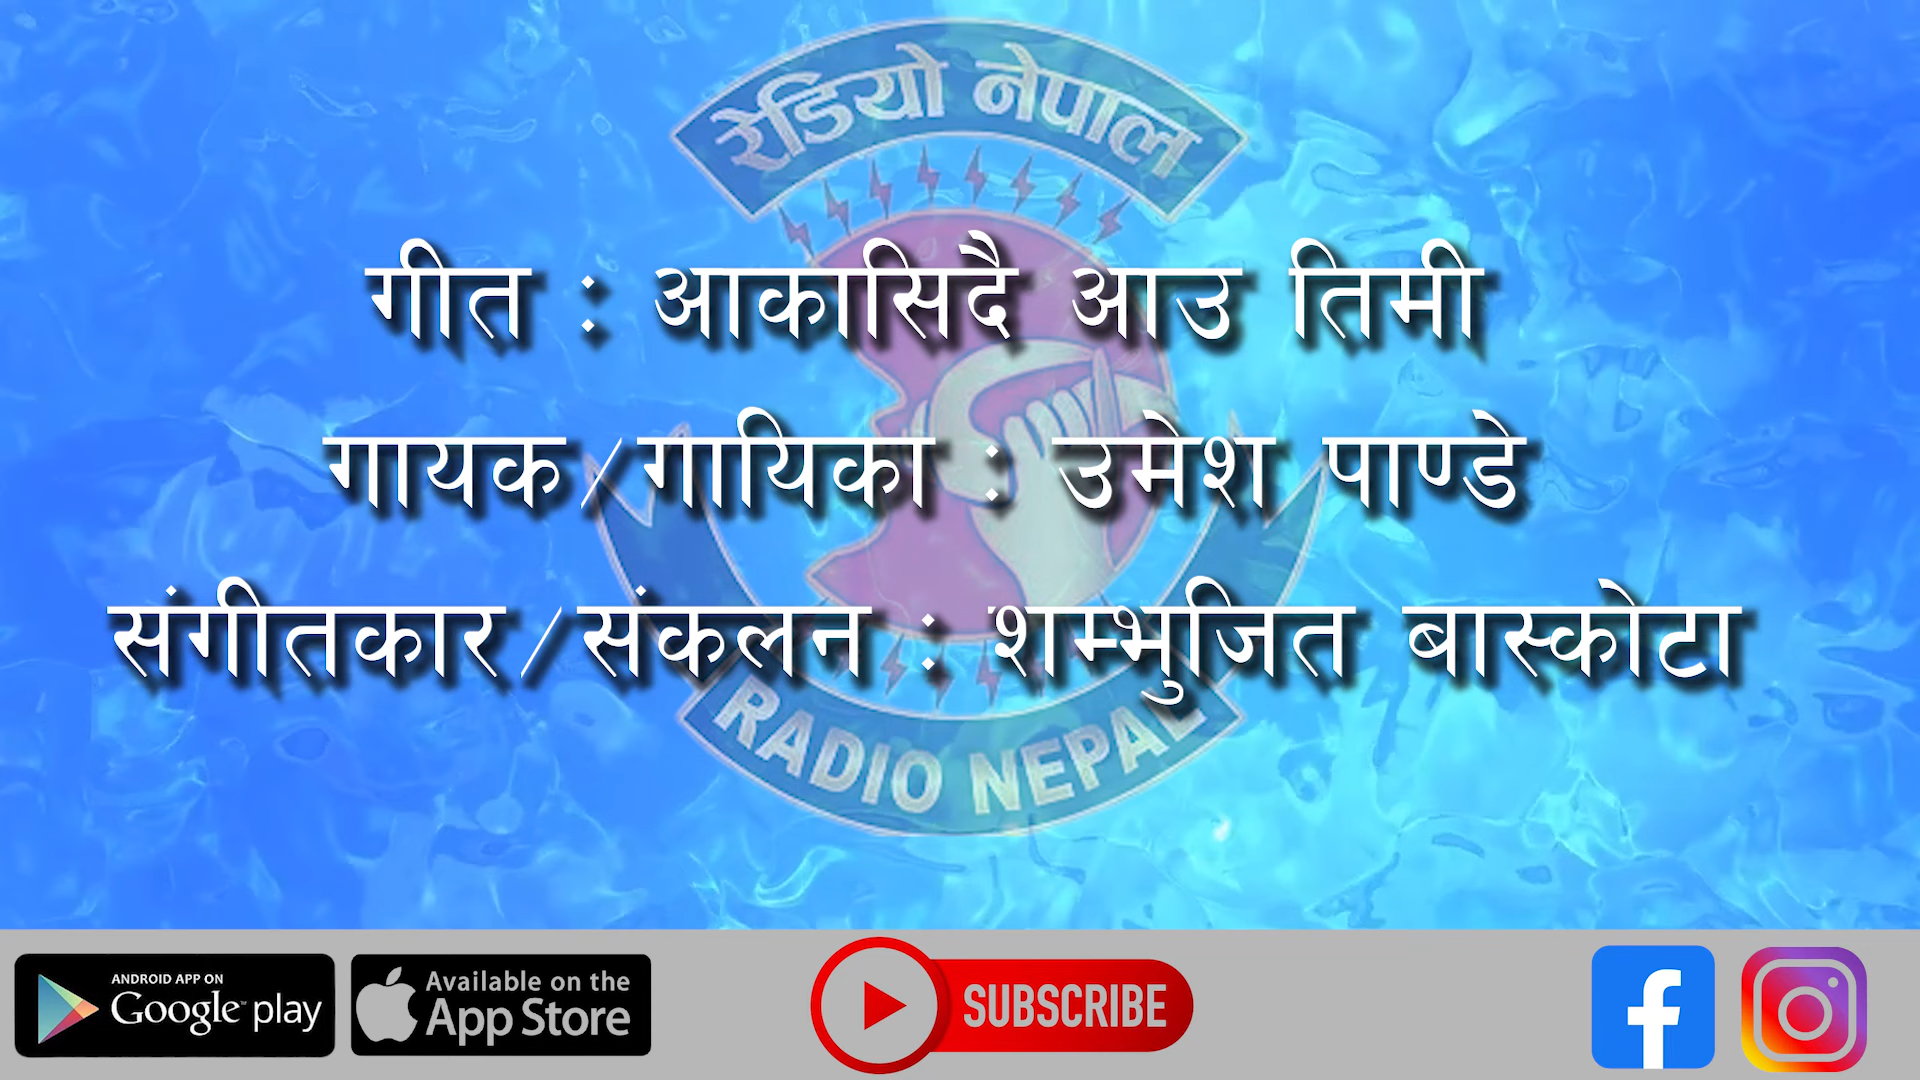 रेडियो नेपाल
गीत : आकासिदै आउ तिमी
गायक/गायिका : उमेश पाण्डे
संगीतकार/संकलन : शम्भुजित बास्कोटा
RADIO NEPAL
ANDROID APP ON
Google play
Available on the
App Store
SUBSCRIBE